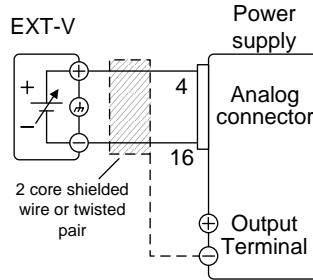 EXT-V
Power
supply
4
Analog
connector
16
2 core shielded
wire or twisted
pair
Output
Terminal